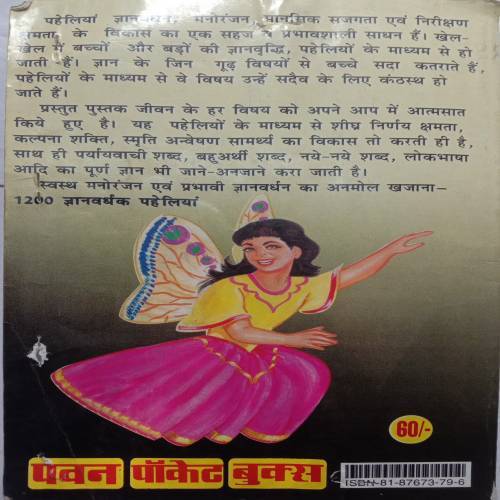 पहेलियां ज्ञानवर्धन, मनोरंजन, मानसिक सजगता एवं निरीक्षण
क्षमता के विकास का एक सहज व प्रभावशाली साधन हैं। खेल-
खेल में बच्चों और बड़ों की ज्ञानवृद्धि, पहेलियों के माध्यम से हो
जाती हैं। ज्ञान के जिन गूढ़ विषयों से बच्चे सदा कतराते हैं,
पहेलियों के माध्यम से वे विषय उन्हें सदैव के लिए कंठस्थ हो
जाते हैं।
प्रस्तुत पुस्तक जीवन के हर विषय को अपने आप में आत्मसात
किये हुए है। यह पहेलियों के माध्यम से शीघ्र निर्णय क्षमता,
कल्पना शक्ति, स्मृति अन्वेषण सामर्थ्य का विकास तो करती ही है,
साथ ही पर्यायवाची शब्द, बहुअर्थी शब्द, नये-नये शब्द, लोकभाषा
आदि का पूर्ण ज्ञान भी जाने-अनजाने करा जाती है।
स्वस्थ मनोरंजन एवं प्रभावी ज्ञानवर्धन का अनमोल खजाना—
1200 ज्ञानवर्धक पहेलियां
60/-
पवन पॉकेट बुक्स
ISBN-81-87673-79-6